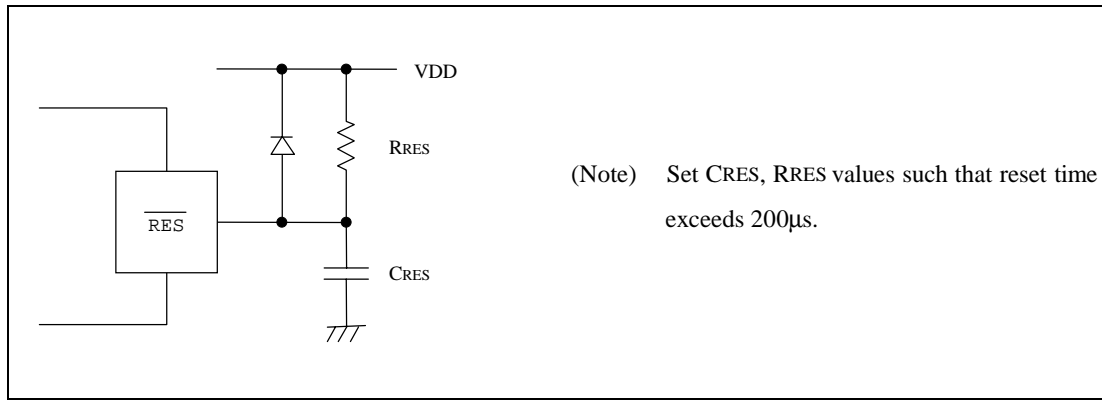 VDD
RRES
RES
CRES
(Note) Set CRES, RRES values such that reset time
exceeds 200μs.